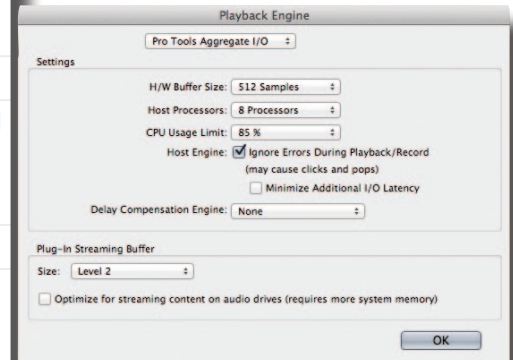 Playback Engine
Pro Tools Aggregate I/O
Settings
H/W Buffer Size: 512 Samples
Host Processors: 8 Processors
CPU Usage Limit: 85 %
Host Engine: Ignore Errors During Playback/Record
(may cause clicks and pops)
Minimize Additional I/O Latency
Delay Compensation Engine: None
Plug-In Streaming Buffer
Size: Level 2
Optimize for streaming content on audio drives (requires more system memory)
OK